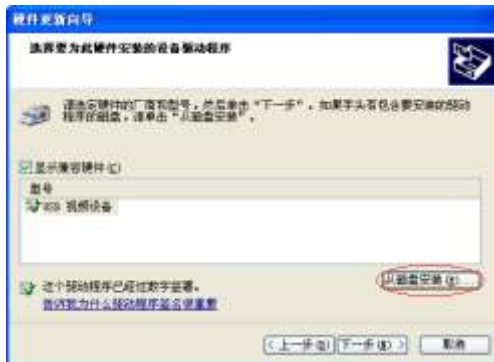 硬件更新向导
选择要为此硬件安装的设备驱动程序
请选定硬件的厂商和型号，然后单击“下一步”。如果手头有包含要安装的驱动
程序的磁盘，请单击“从磁盘安装”。
显示兼容硬件(C)
型号
USB 视频设备
从磁盘安装(H)...
这个驱动程序已经过数字签署。
告诉我为什么驱动程序签名很重要
< 上一步(B)
下一步(N) >
取消